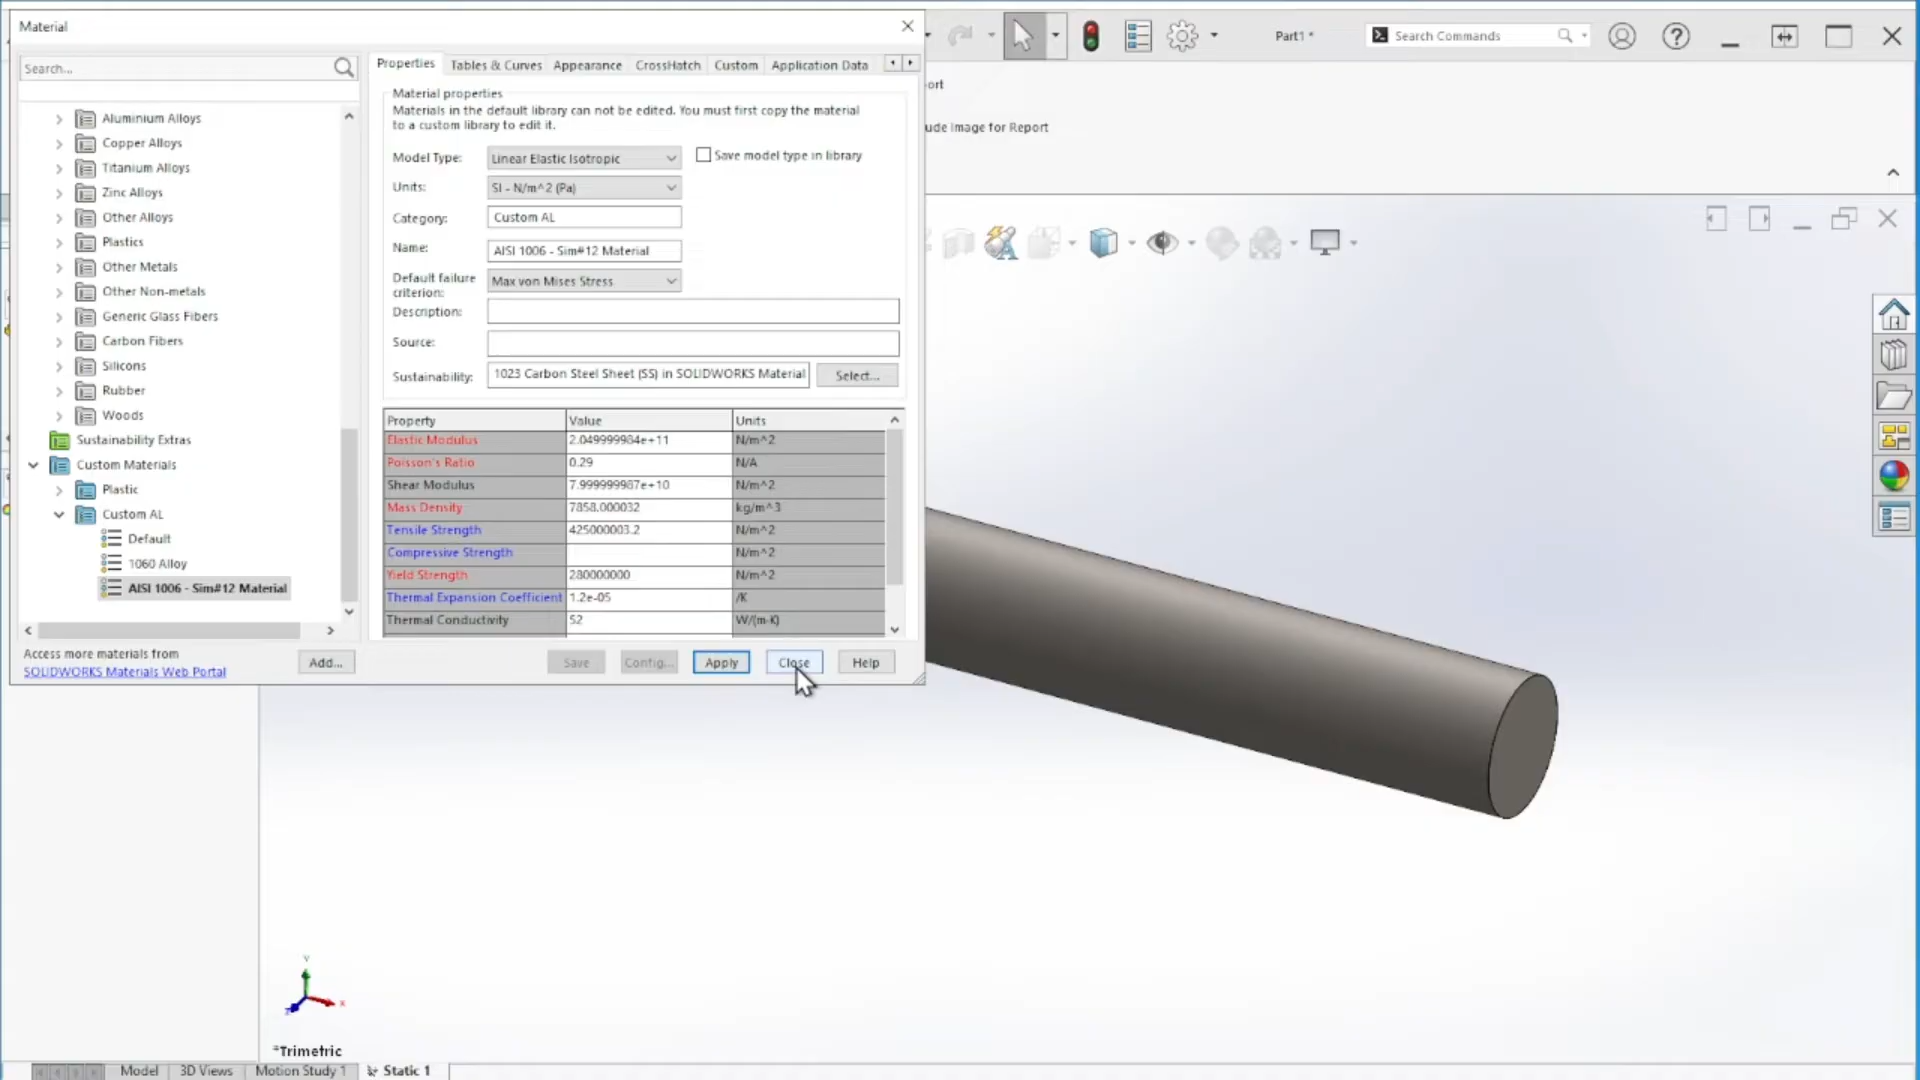 Material
Search...
Aluminium Alloys
Copper Alloys
Titanium Alloys
Zinc Alloys
Other Alloys
Plastics
Other Metals
Other Non-metals
Generic Glass Fibers
Carbon Fibers
Silicons
Rubber
Woods
Sustainability Extras
Custom Materials
Plastic
Custom AL
Default
1060 Alloy
AISI 1006 - Sim#12 Material
Access more materials from
SOLIDWORKS Materials Web Portal
Add...
Properties Tables & Curves Appearance CrossHatch Custom Application Data
Material properties
Materials in the default library can not be edited. You must first copy the material
to a custom library to edit it.
Model Type: Linear Elastic Isotropic Save model type in library
Units: SI - N/m^2 (Pa)
Category: Custom AL
Name: AISI 1006 - Sim#12 Material
Default failure
criterion: Max von Mises Stress
Description:
Source:
Sustainability: 1023 Carbon Steel Sheet (SS) in SOLIDWORKS Material Select...
Property Value Units
Elastic Modulus 2.049999984e+11 N/m^2
Poisson's Ratio 0.29 N/A
Shear Modulus 7.999999987e+10 N/m^2
Mass Density 7858.000032 kg/m^3
Tensile Strength 425000003.2 N/m^2
Compressive Strength N/m^2
Yield Strength 280000000 N/m^2
Thermal Expansion Coefficient 1.2e-05 /K
Thermal Conductivity 52 W/(m·K)
Save Config... Apply Close Help
Part1 *
Search Commands
ort
ude Image for Report
Y
X
Z
*Trimetric
Model 3D Views Motion Study 1 Static 1